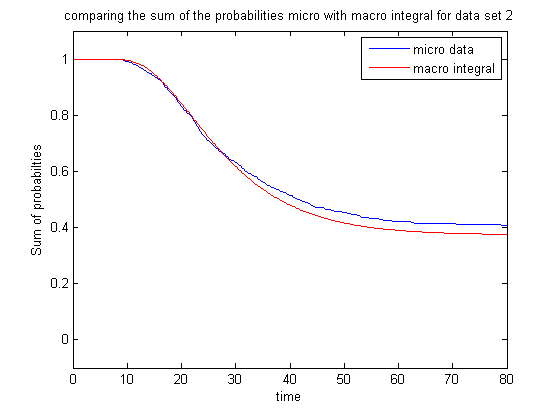 comparing the sum of the probabilities micro with macro integral for data set 2
micro data
macro integral
1
0.8
0.6
0.4
0.2
0
Sum of probabilties
0 10 20 30 40 50 60 70 80
time